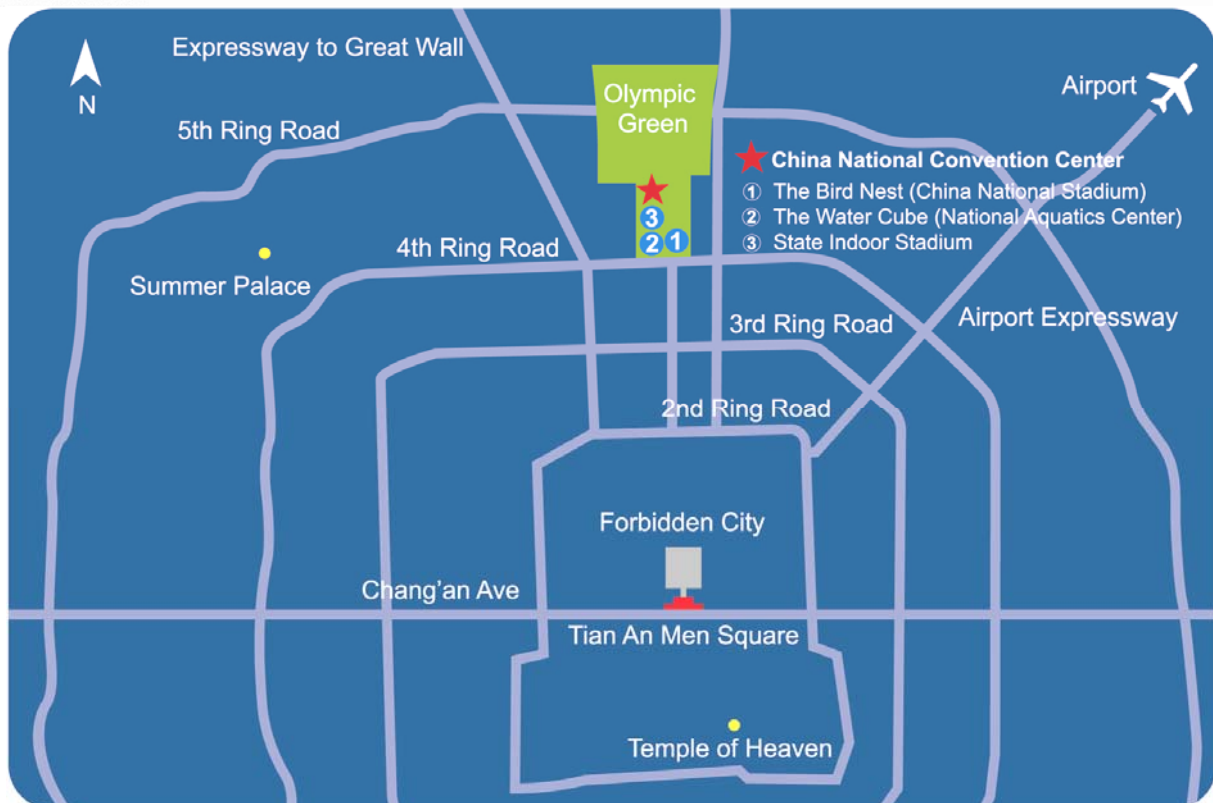 Expressway to Great Wall
N
Airport
Olympic
Green
5th Ring Road
China National Convention Center
1 The Bird Nest (China National Stadium)
2 The Water Cube (National Aquatics Center)
3 State Indoor Stadium
3
2 1
4th Ring Road
Summer Palace
Airport Expressway
3rd Ring Road
2nd Ring Road
Forbidden City
Chang'an Ave
Tian An Men Square
Temple of Heaven